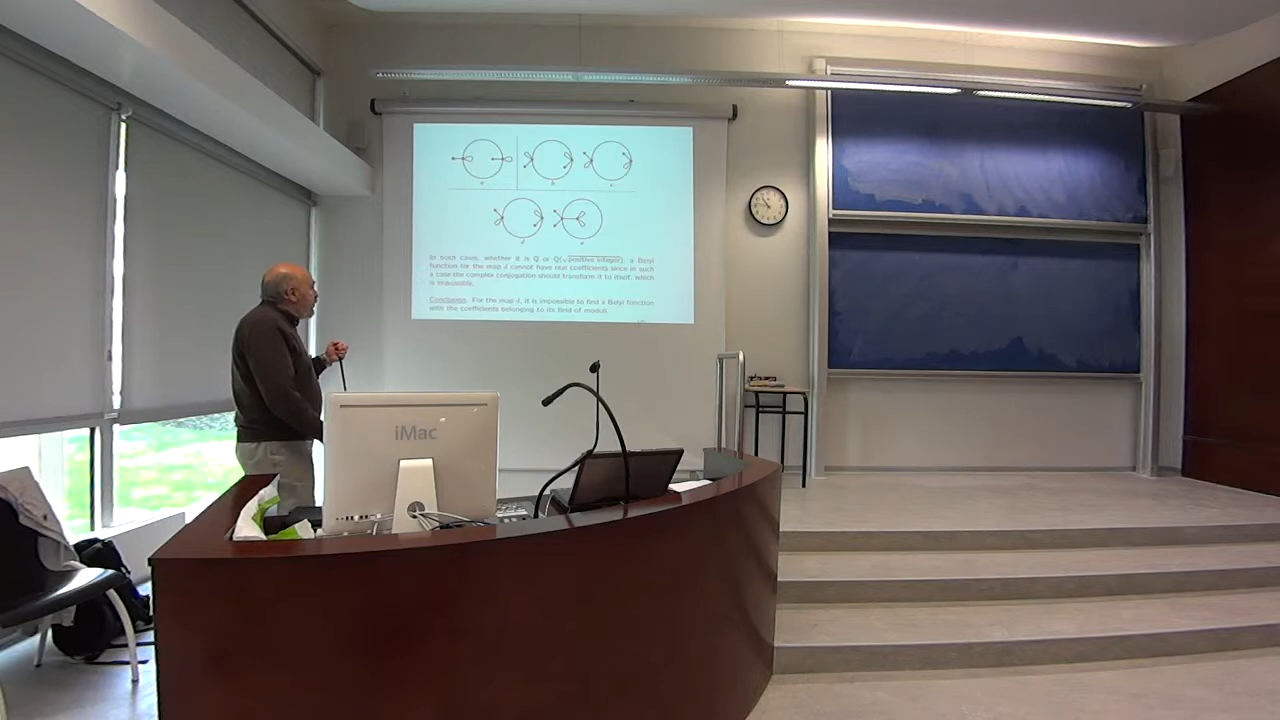 a
b
c
d
e
In both cases, whether it is Q or Q(√positive integer), a Belyi
function for the map d cannot have real coefficients since in such
a case the complex conjugation should transform it to itself, which
is impossible.
Conclusion. For the map d, it is impossible to find a Belyi function
with the coefficients belonging to its field of moduli.
iMac